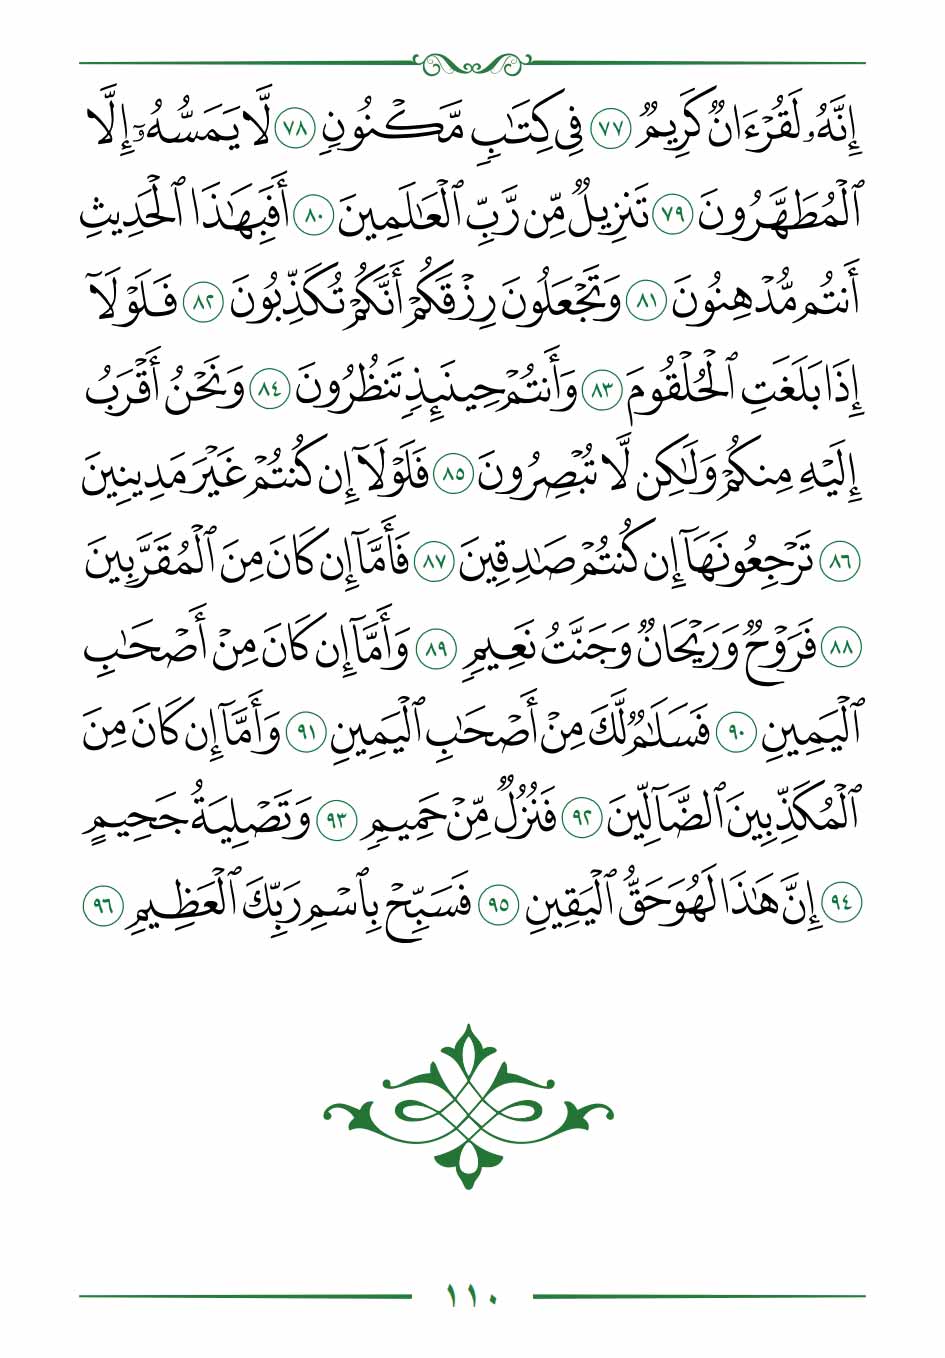 إِنَّهُۥ لَقُرْءَانٌ كَرِيمٌ ٧٧ فِى كِتَٰبٍ مَّكْنُونٍ ٧٨ لَّا يَمَسُّهُۥٓ إِلَّا
ٱلْمُطَهَّرُونَ ٧٩ تَنزِيلٌ مِّن رَّبِّ ٱلْعَٰلَمِينَ ٨٠ أَفَبِهَٰذَا ٱلْحَدِيثِ
أَنتُم مُّدْهِنُونَ ٨١ وَتَجْعَلُونَ رِزْقَكُمْ أَنَّكُمْ تُكَذِّبُونَ ٨٢ فَلَوْلَآ
إِذَا بَلَغَتِ ٱلْحُلْقُومَ ٨٣ وَأَنتُمْ حِينَئِذٍ تَنظُرُونَ ٨٤ وَنَحْنُ أَقْرَبُ
إِلَيْهِ مِنكُمْ وَلَٰكِن لَّا تُبْصِرُونَ ٨٥ فَلَوْلَآ إِن كُنتُمْ غَيْرَ مَدِينِينَ
٨٦ تَرْجِعُونَهَآ إِن كُنتُمْ صَٰدِقِينَ ٨٧ فَأَمَّآ إِن كَانَ مِنَ ٱلْمُقَرَّبِينَ
٨٨ فَرَوْحٌ وَرَيْحَانٌ وَجَنَّتُ نَعِيمٍ ٨٩ وَأَمَّآ إِن كَانَ مِنْ أَصْحَٰبِ
ٱلْيَمِينِ ٩٠ فَسَلَٰمٌ لَّكَ مِنْ أَصْحَٰبِ ٱلْيَمِينِ ٩١ وَأَمَّآ إِن كَانَ مِنَ
ٱلْمُكَذِّبِينَ ٱلضَّآلِّينَ ٩٢ فَنُزُلٌ مِّنْ حَمِيمٍ ٩٣ وَتَصْلِيَةُ جَحِيمٍ
٩٤ إِنَّ هَٰذَا لَهُوَ حَقُّ ٱلْيَقِينِ ٩٥ فَسَبِّحْ بِٱسْمِ رَبِّكَ ٱلْعَظِيمِ ٩٦
١١٠